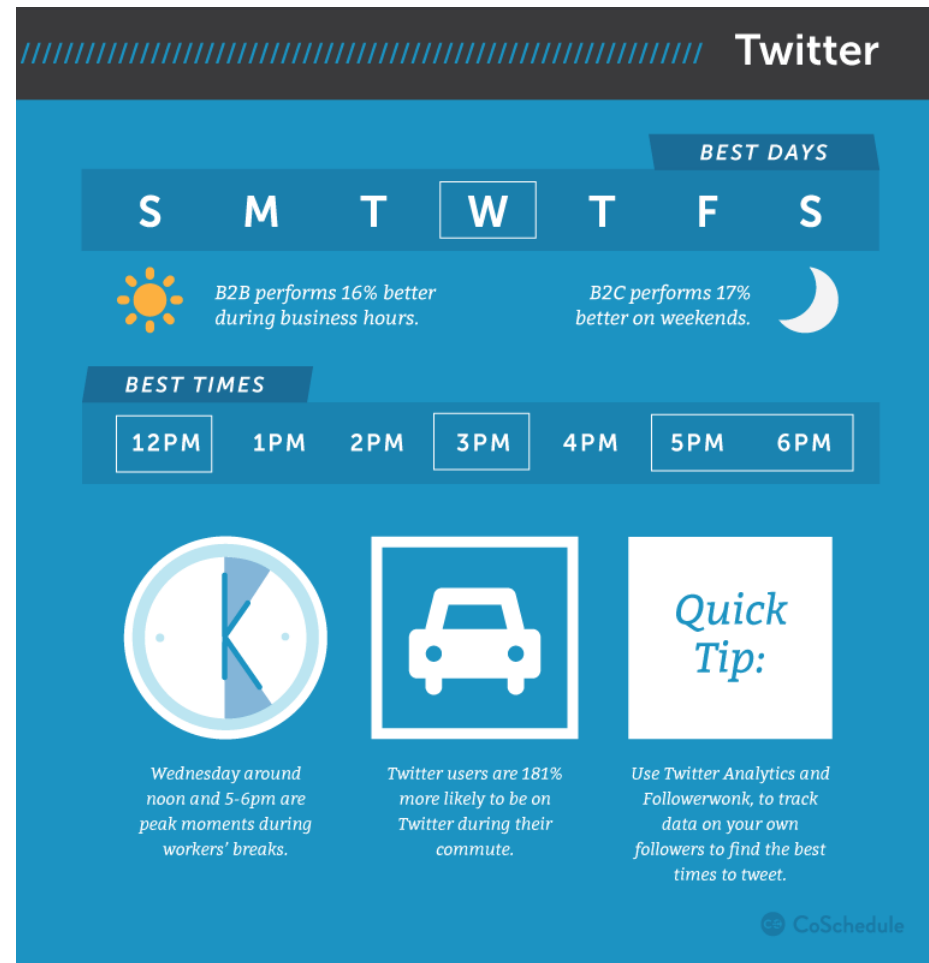 Twitter
BEST DAYS
S M T W T F S
B2B performs 16% better
during business hours.
B2C performs 17%
better on weekends.
BEST TIMES
12PM 1PM 2PM 3PM 4PM 5PM 6PM
Quick
Tip:
Wednesday around
noon and 5-6pm are
peak moments during
workers' breaks.
Twitter users are 181%
more likely to be on
Twitter during their
commute.
Use Twitter Analytics and
Followerwonk, to track
data on your own
followers to find the best
times to tweet.
CoSchedule